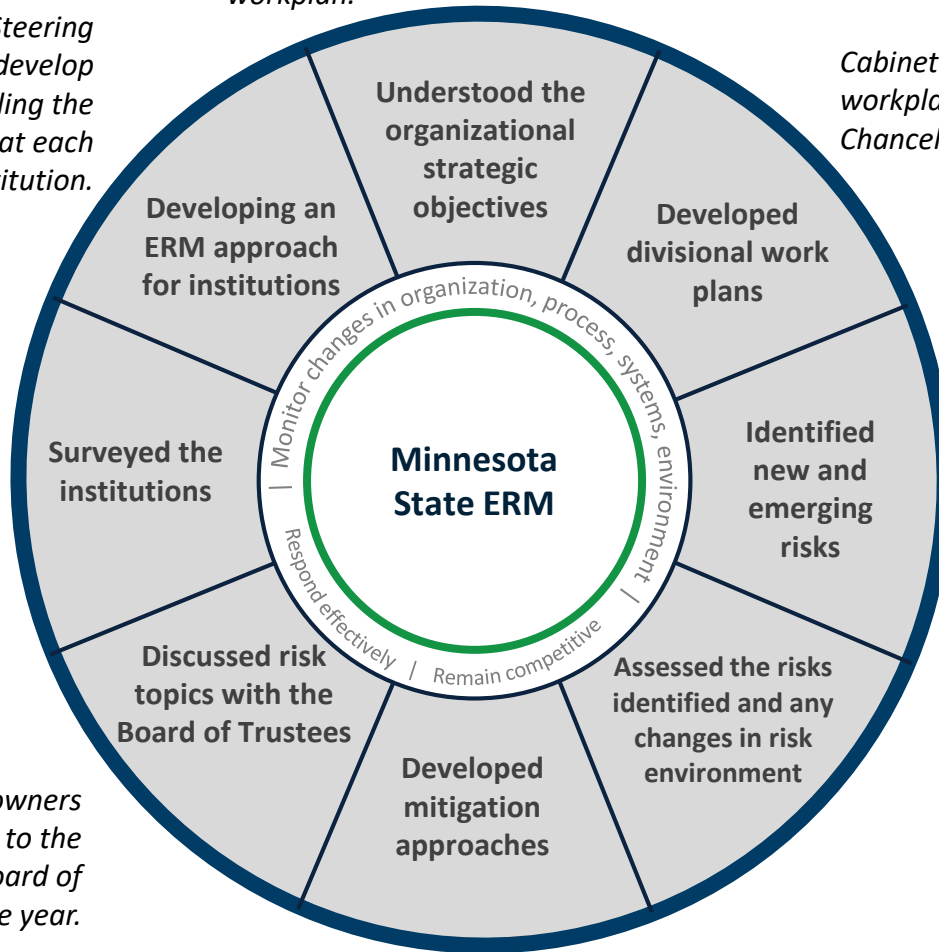 workplan.
Steering
develop
ling the
at each
titution.
Cabinet
workpla
Chancel
Understood the
organizational
strategic
objectives
Developed
divisional work
plans
Identified
new and
emerging
risks
Assessed the risks
identified and any
changes in risk
environment
Developed
mitigation
approaches
Discussed risk
topics with the
Board of Trustees
Surveyed the
institutions
Developing an
ERM approach
for institutions
| Monitor changes in organization, process, systems, environment |
Respond effectively | Remain competitive
Minnesota
State ERM
owners
to the
oard of
e year.